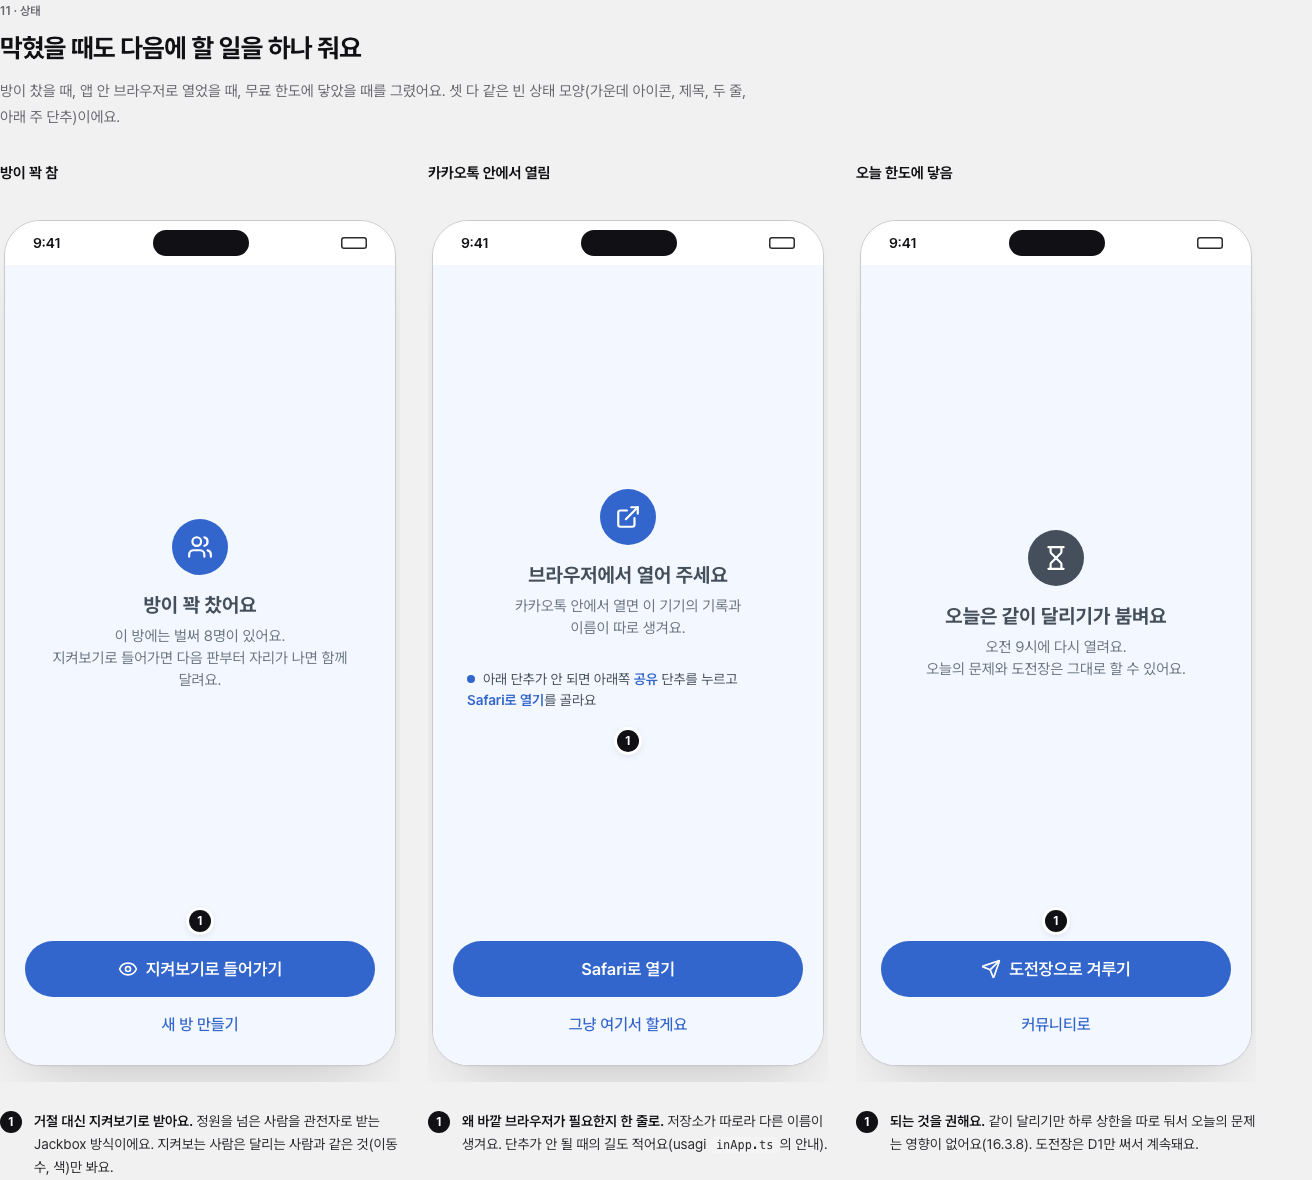 11 · 상태
막혔을 때도 다음에 할 일을 하나 줘요
방이 찼을 때, 앱 안 브라우저로 열었을 때, 무료 한도에 닿았을 때를 그렸어요. 셋 다 같은 빈 상태 모양(가운데 아이콘, 제목, 두 줄,
아래 주 단추)이에요.
방이 꽉 참
9:41
방이 꽉 찼어요
이 방에는 벌써 8명이 있어요.
지켜보기로 들어가면 다음 판부터 자리가 나면 함께
달려요.
1
지켜보기로 들어가기
새 방 만들기
1 거절 대신 지켜보기로 받아요. 정원을 넘은 사람을 관전자로 받는
Jackbox 방식이에요. 지켜보는 사람은 달리는 사람과 같은 것(이동
수, 색)만 봐요.
카카오톡 안에서 열림
9:41
브라우저에서 열어 주세요
카카오톡 안에서 열면 이 기기의 기록과
이름이 따로 생겨요.
아래 단추가 안 되면 아래쪽 공유 단추를 누르고
Safari로 열기를 골라요
1
Safari로 열기
그냥 여기서 할게요
1 왜 바깥 브라우저가 필요한지 한 줄로. 저장소가 따로라 다른 이름이
생겨요. 단추가 안 될 때의 길도 적어요(usagi inApp.ts 의 안내).
오늘 한도에 닿음
9:41
오늘은 같이 달리기가 붐벼요
오전 9시에 다시 열려요.
오늘의 문제와 도전장은 그대로 할 수 있어요.
1
도전장으로 겨루기
커뮤니티로
1 되는 것을 권해요. 같이 달리기만 하루 상한을 따로 둬서 오늘의 문제
는 영향이 없어요(16.3.8). 도전장은 D1만 써서 계속돼요.